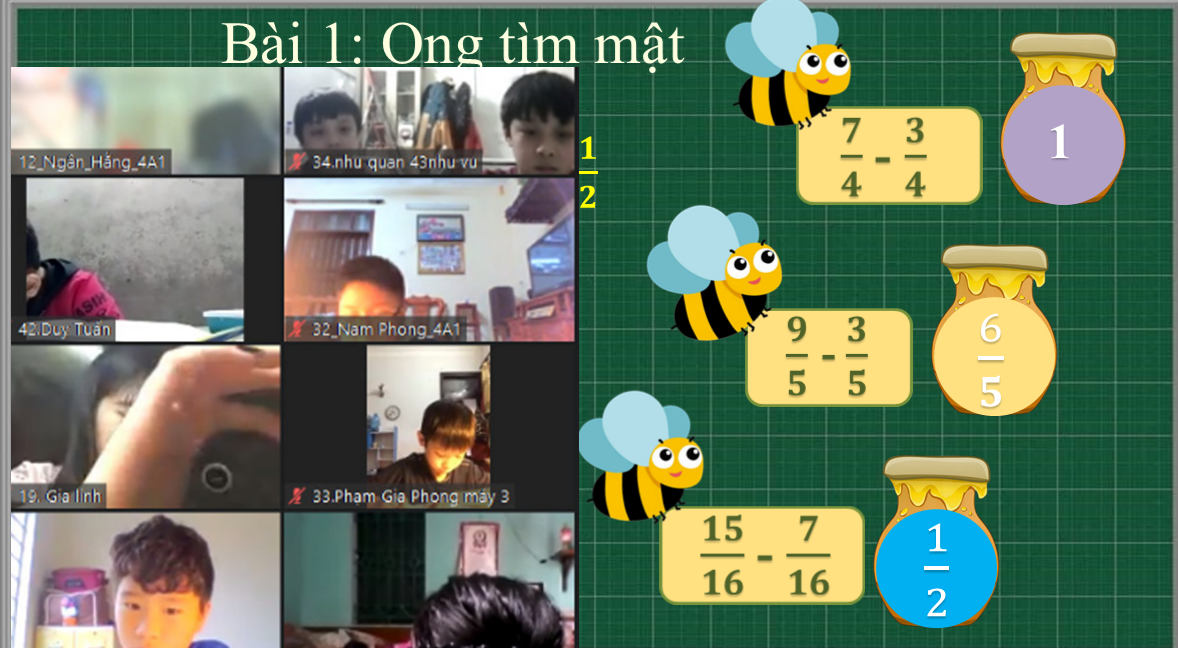 Bài 1: Ong tìm mật
12_Ngân_Hằng_4A1
34.nhu quan 43nhu vu
42.Duy Tuấn
32_Nam Phong_4A1
19. Gia linh
33.Phạm Gia Phong máy 3
1/2
7/4 - 3/4
1
9/5 - 3/5
6/5
15/16 - 7/16
1/2